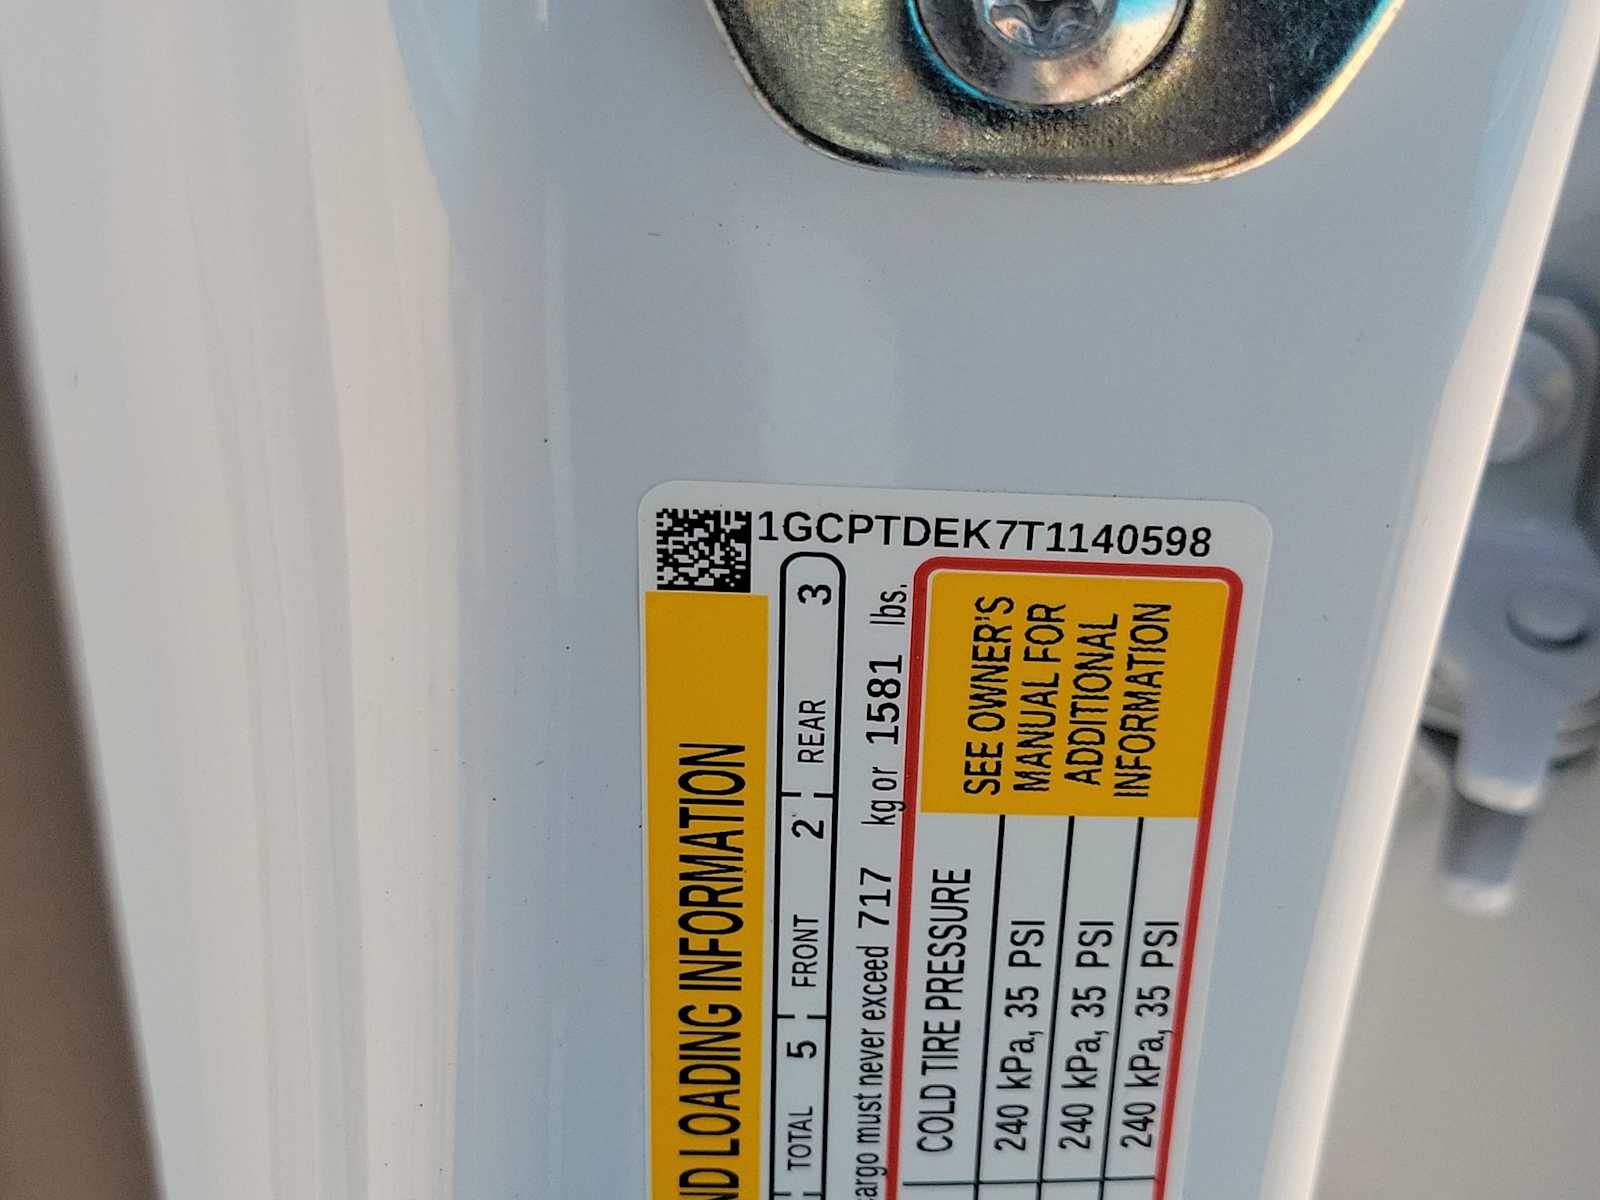 1GCPTDEK7T1140598
ND LOADING INFORMATION
TOTAL 5 FRONT 2 REAR 3
cargo must never exceed 717 kg or 1581 lbs.
COLD TIRE PRESSURE
240 kPa, 35 PSI
240 kPa, 35 PSI
240 kPa, 35 PSI
SEE OWNER'S
MANUAL FOR
ADDITIONAL
INFORMATION